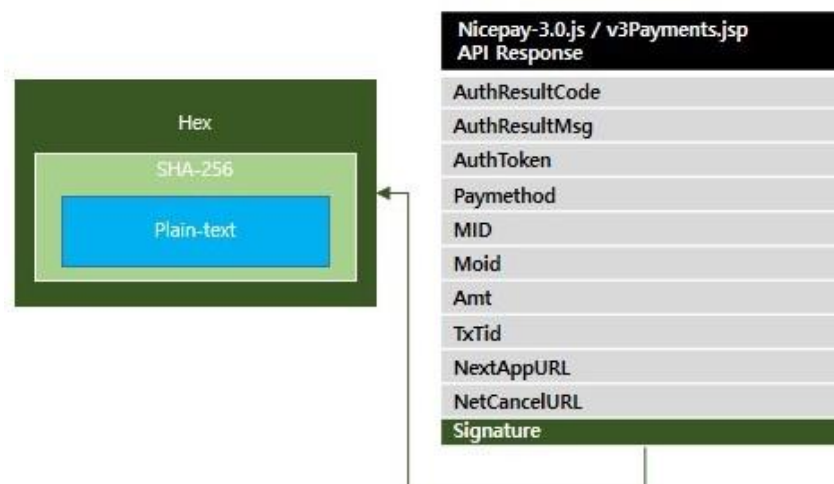 Hex
SHA-256
Plain-text
Nicepay-3.0.js / v3Payments.jsp
API Response
AuthResultCode
AuthResultMsg
AuthToken
Paymethod
MID
Moid
Amt
TxTid
NextAppURL
NetCancelURL
Signature